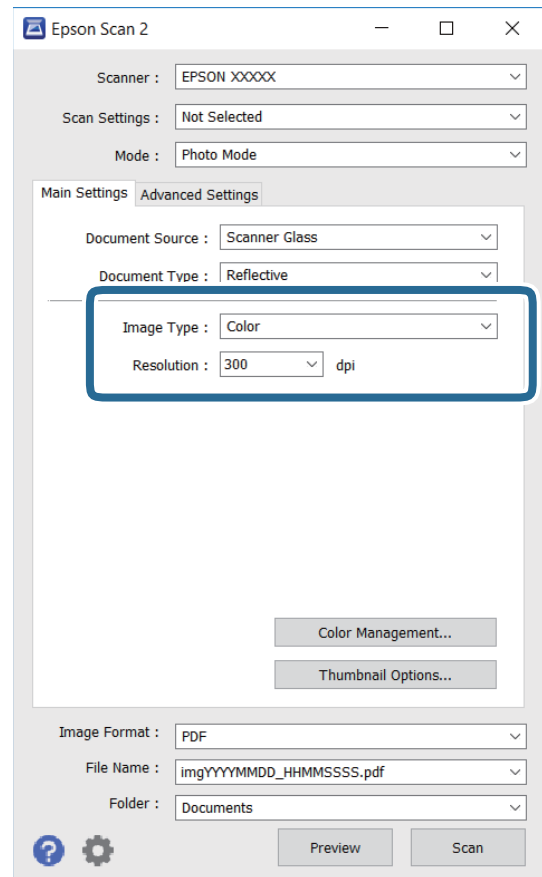 Epson Scan 2
Scanner : EPSON XXXXX
Scan Settings : Not Selected
Mode : Photo Mode
Main Settings Advanced Settings
Document Source : Scanner Glass
Document Type : Reflective
Image Type : Color
Resolution : 300 dpi
Color Management...
Thumbnail Options...
Image Format : PDF
File Name : imgYYYYMMDD_HHMMSSSS.pdf
Folder : Documents
? Preview Scan